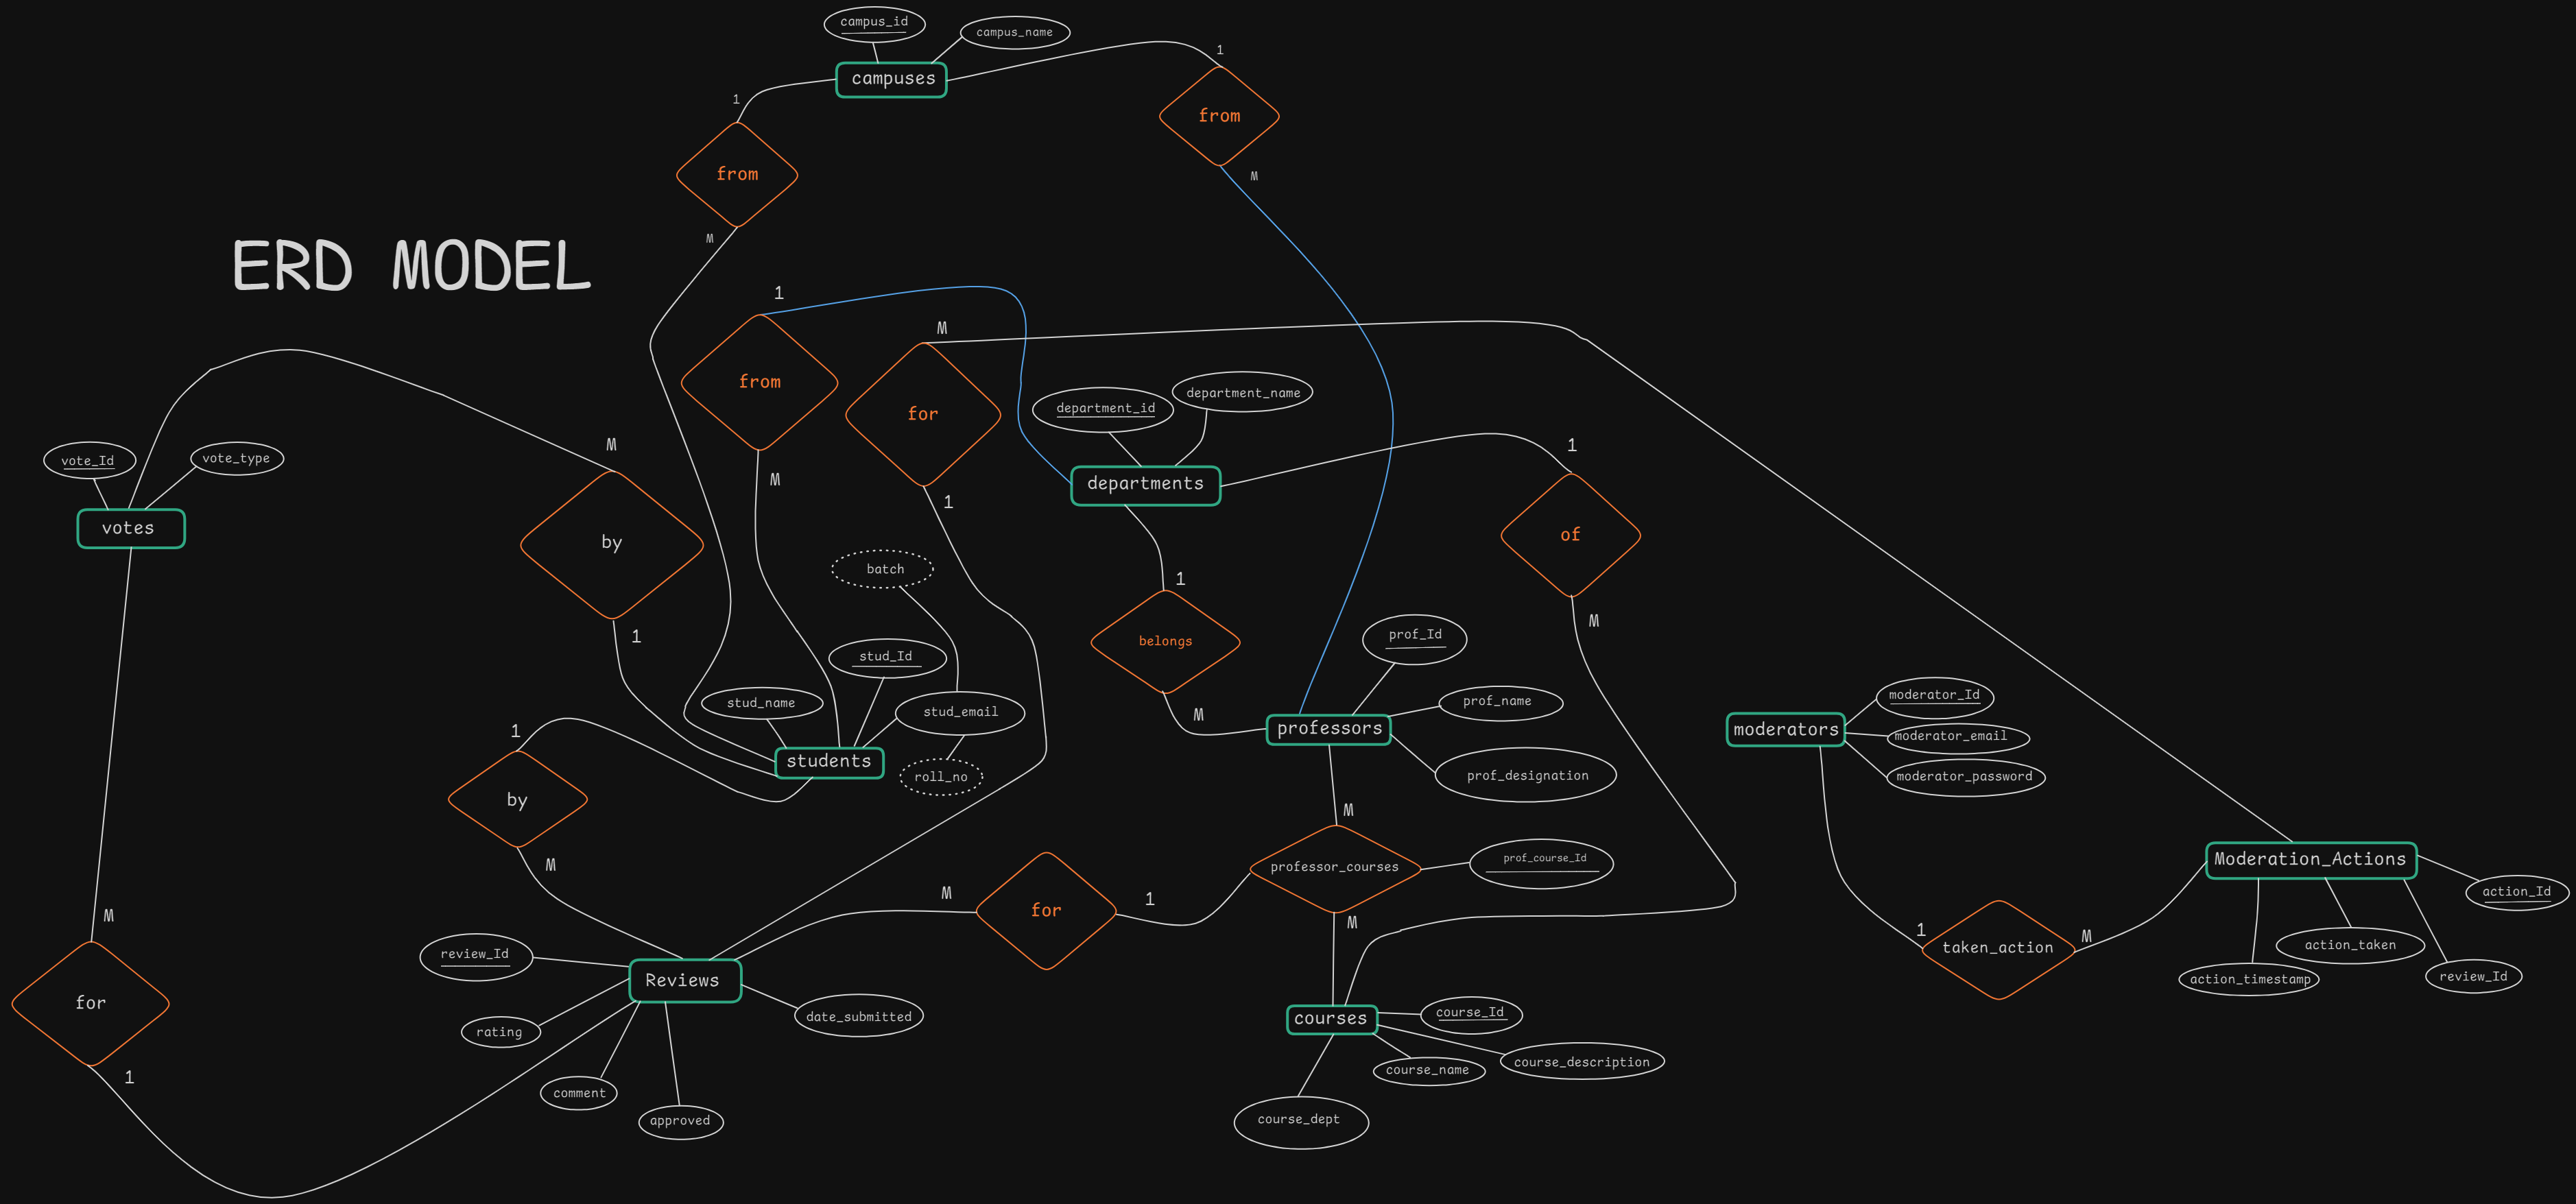 campus_id
campus_name
campuses
1
1
from
from
M
M
ERD MODEL
1
M
from
for
department_id
department_name
M
1
M
1
vote_Id
vote_type
departments
votes
by
of
batch
1
1
M
belongs
prof_Id
stud_Id
stud_name
stud_email
prof_name
moderator_Id
M
1
professors
moderators
moderator_email
students
roll_no
prof_designation
moderator_password
by
M
M
professor_courses
prof_course_Id
Moderation_Actions
M
1
action_Id
for
M
M
1
M
review_Id
taken_action
action_taken
Reviews
action_timestamp
review_Id
for
rating
date_submitted
courses
course_Id
1
comment
course_name
course_description
approved
course_dept